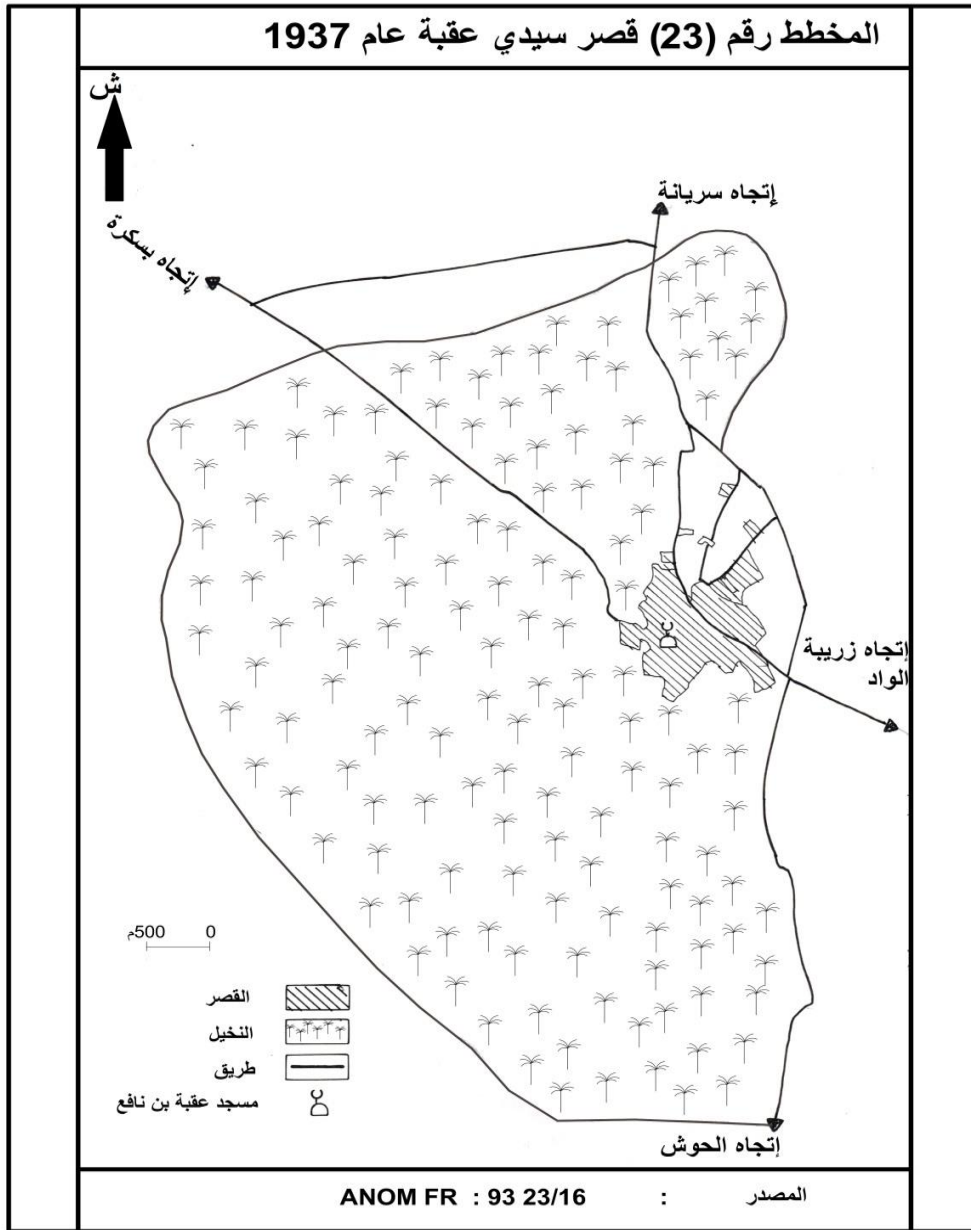 المخطط رقم (23) قصر سيدي عقبة عام 1937
ش
إتجاه سريانة
إتجاه بسكرة
إتجاه زريبة
الواد
500م 0
القصر
النخيل
طريق
مسجد عقبة بن نافع
إتجاه الحوش
المصدر : ANOM FR : 93 23/16